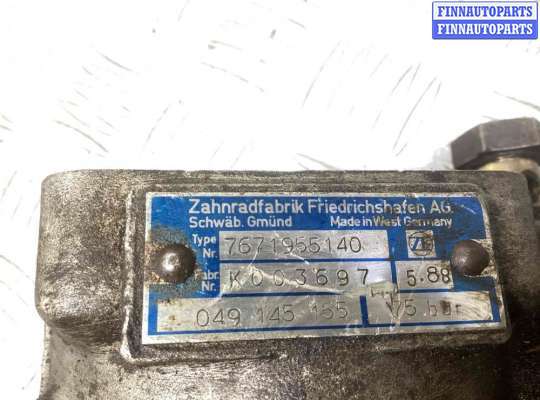 FINNAUTOPARTS
FINNAUTOPARTS
Zahnradfabrik Friedrichshafen AG
Schwäb. Gmünd Made in West Germany
Type Nr. 7671955140 ZF
Fabr. Nr. K003697 5.88
049 145 155 75 bar